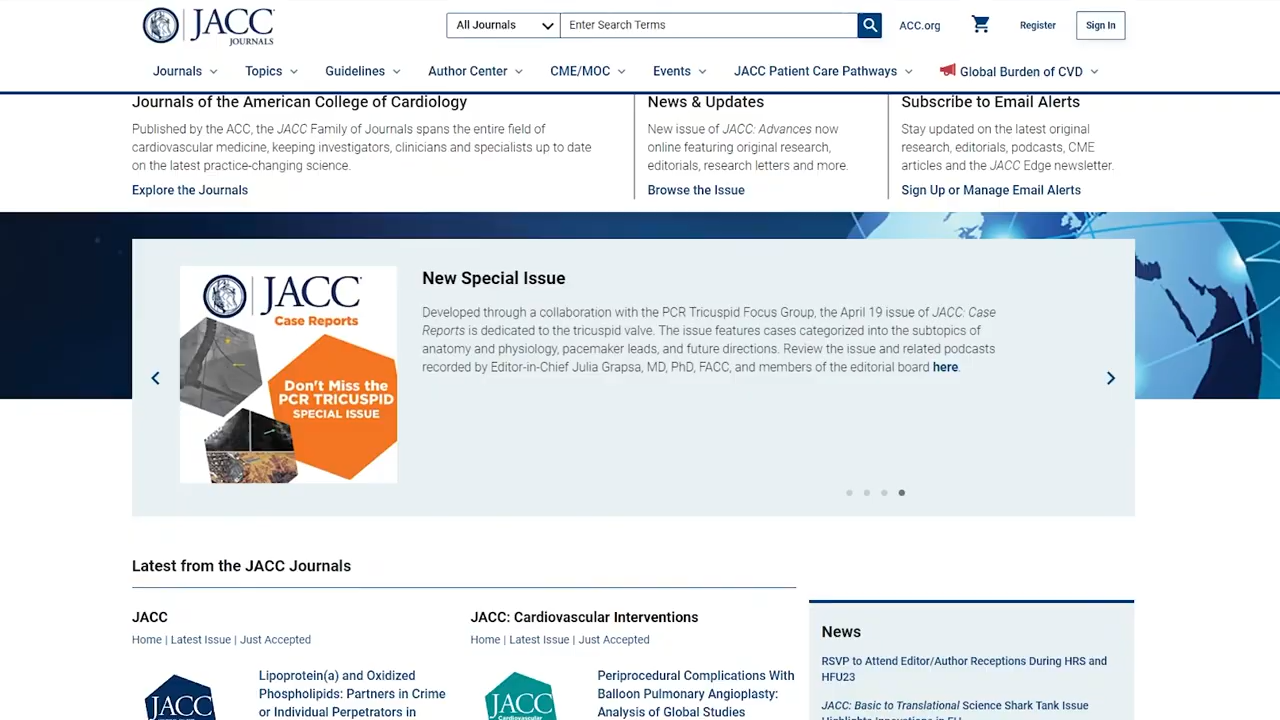 JACC
JOURNALS
All Journals
Enter Search Terms
ACC.org
Register
Sign In
Journals
Topics
Guidelines
Author Center
CME/MOC
Events
JACC Patient Care Pathways
Global Burden of CVD
Journals of the American College of Cardiology
Published by the ACC, the JACC Family of Journals spans the entire field of
cardiovascular medicine, keeping investigators, clinicians and specialists up to date
on the latest practice-changing science.
Explore the Journals
News & Updates
New issue of JACC: Advances now
online featuring original research,
editorials, research letters and more.
Browse the Issue
Subscribe to Email Alerts
Stay updated on the latest original
research, editorials, podcasts, CME
articles and the JACC Edge newsletter.
Sign Up or Manage Email Alerts
JACC
Case Reports
Don't Miss the
PCR TRICUSPID
SPECIAL ISSUE
New Special Issue
Developed through a collaboration with the PCR Tricuspid Focus Group, the April 19 issue of JACC: Case
Reports is dedicated to the tricuspid valve. The issue features cases categorized into the subtopics of
anatomy and physiology, pacemaker leads, and future directions. Review the issue and related podcasts
recorded by Editor-in-Chief Julia Grapsa, MD, PhD, FACC, and members of the editorial board here.
Latest from the JACC Journals
JACC
Home | Latest Issue | Just Accepted
JACC
Lipoprotein(a) and Oxidized
Phospholipids: Partners in Crime
or Individual Perpetrators in
JACC: Cardiovascular Interventions
Home | Latest Issue | Just Accepted
JACC
Cardiovascular
Periprocedural Complications With
Balloon Pulmonary Angioplasty:
Analysis of Global Studies
News
RSVP to Attend Editor/Author Receptions During HRS and
HFU23
JACC: Basic to Translational Science Shark Tank Issue
Highlights Innovations in